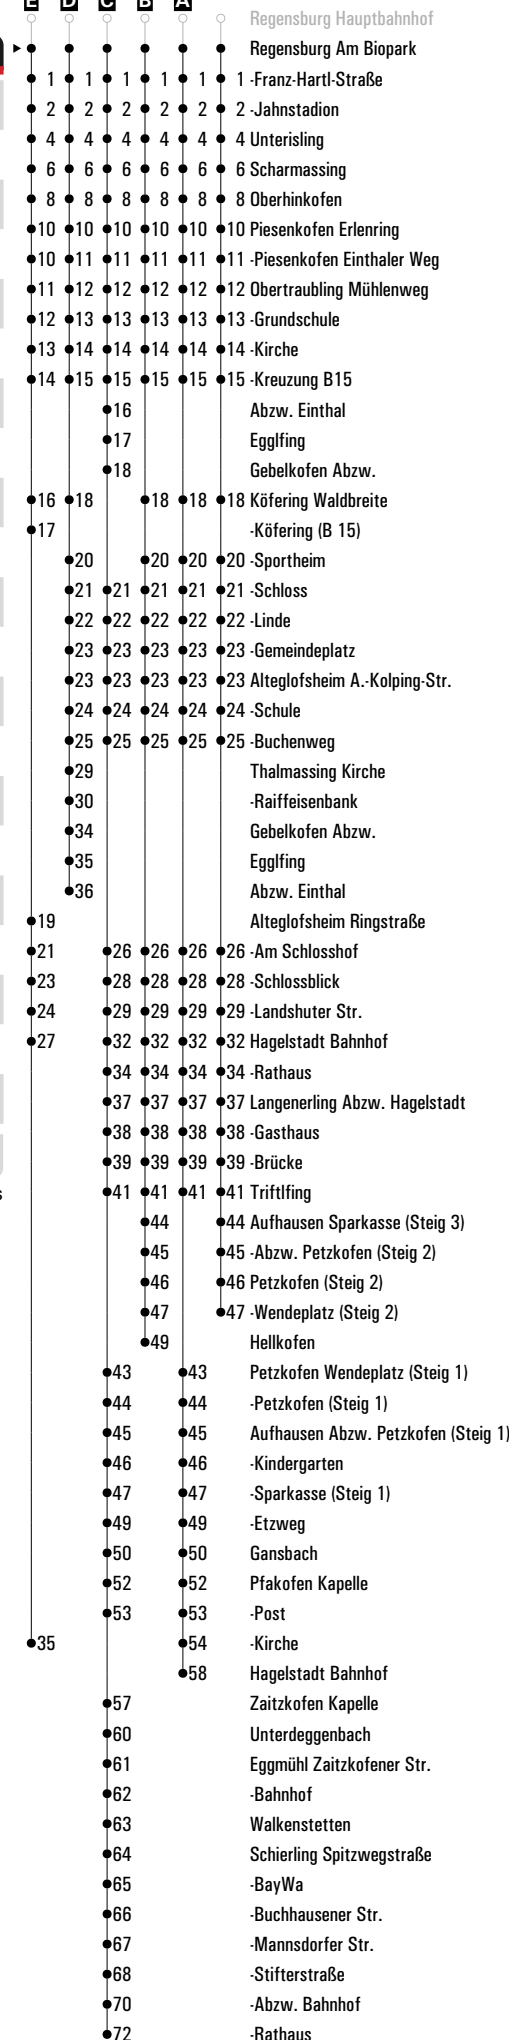 E D C B A
Regensburg Hauptbahnhof
Regensburg Am Biopark
1 1 1 1 1 1 -Franz-Hartl-Straße
2 2 2 2 2 2 -Jahnstadion
4 4 4 4 4 4 Unterisling
6 6 6 6 6 6 Scharmassing
8 8 8 8 8 8 Oberhinkofen
10 10 10 10 10 10 Piesenkofen Erlenring
10 11 11 11 11 11 -Piesenkofen Einthaler Weg
11 12 12 12 12 12 Obertraubling Mühlenweg
12 13 13 13 13 13 -Grundschule
13 14 14 14 14 14 -Kirche
14 15 15 15 15 15 -Kreuzung B15
16 Abzw. Einthal
17 Egglfing
18 Gebelkofen Abzw.
16 18 18 18 18 Köfering Waldbreite
17 -Köfering (B 15)
20 20 20 20 -Sportheim
21 21 21 21 21 -Schloss
22 22 22 22 22 -Linde
23 23 23 23 23 -Gemeindeplatz
23 23 23 23 23 Alteglofsheim A.-Kolping-Str.
24 24 24 24 24 -Schule
25 25 25 25 25 -Buchenweg
29 Thalmassing Kirche
30 -Raiffeisenbank
34 Gebelkofen Abzw.
35 Egglfing
36 Abzw. Einthal
19 Alteglofsheim Ringstraße
21 26 26 26 26 -Am Schlosshof
23 28 28 28 28 -Schlossblick
24 29 29 29 29 -Landshuter Str.
27 32 32 32 32 Hagelstadt Bahnhof
34 34 34 34 -Rathaus
37 37 37 37 Langenerling Abzw. Hagelstadt
38 38 38 38 -Gasthaus
39 39 39 39 -Brücke
41 41 41 41 Triftlfing
44 44 Aufhausen Sparkasse (Steig 3)
45 45 -Abzw. Petzkofen (Steig 2)
46 46 Petzkofen (Steig 2)
47 47 -Wendeplatz (Steig 2)
49 Hellkofen
43 43 Petzkofen Wendeplatz (Steig 1)
44 44 -Petzkofen (Steig 1)
45 45 Aufhausen Abzw. Petzkofen (Steig 1)
46 46 -Kindergarten
47 47 -Sparkasse (Steig 1)
49 49 -Etzweg
50 50 Gansbach
52 52 Pfakofen Kapelle
53 53 -Post
35 54 -Kirche
58 Hagelstadt Bahnhof
57 Zaitzkofen Kapelle
60 Unterdeggenbach
61 Eggmühl Zaitzkofener Str.
62 -Bahnhof
63 Walkenstetten
64 Schierling Spitzwegstraße
65 -BayWa
66 -Buchhausener Str.
67 -Mannsdorfer Str.
68 -Stifterstraße
70 -Abzw. Bahnhof
72 -Rathaus